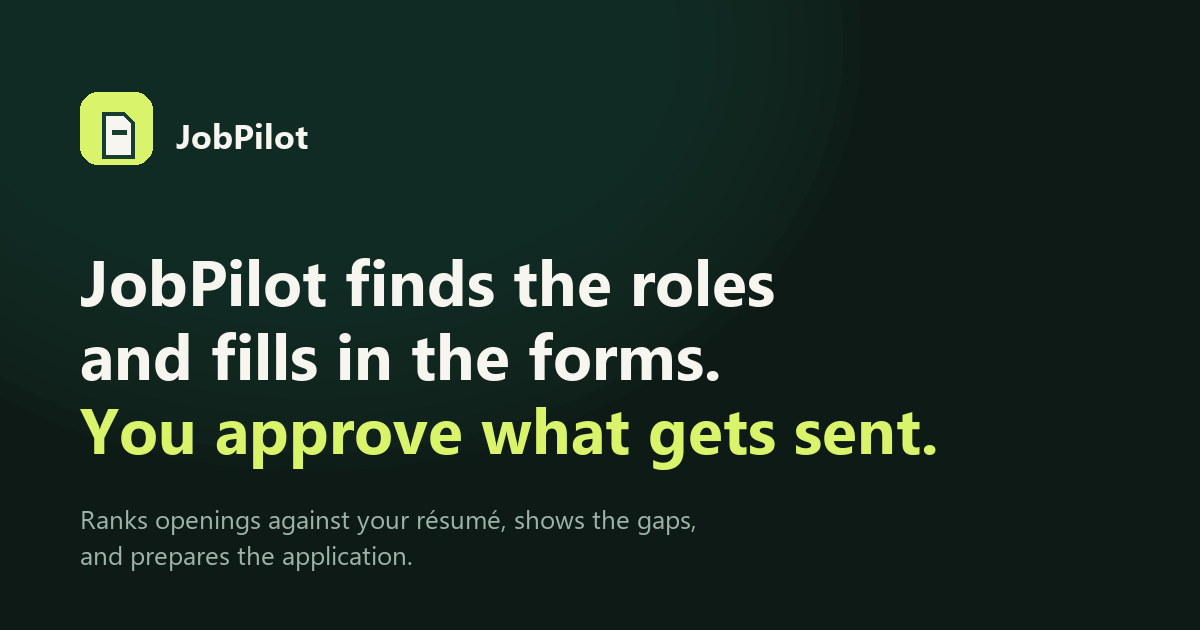 JobPilot
JobPilot finds the roles
and fills in the forms.
You approve what gets sent.
Ranks openings against your résumé, shows the gaps,
and prepares the application.